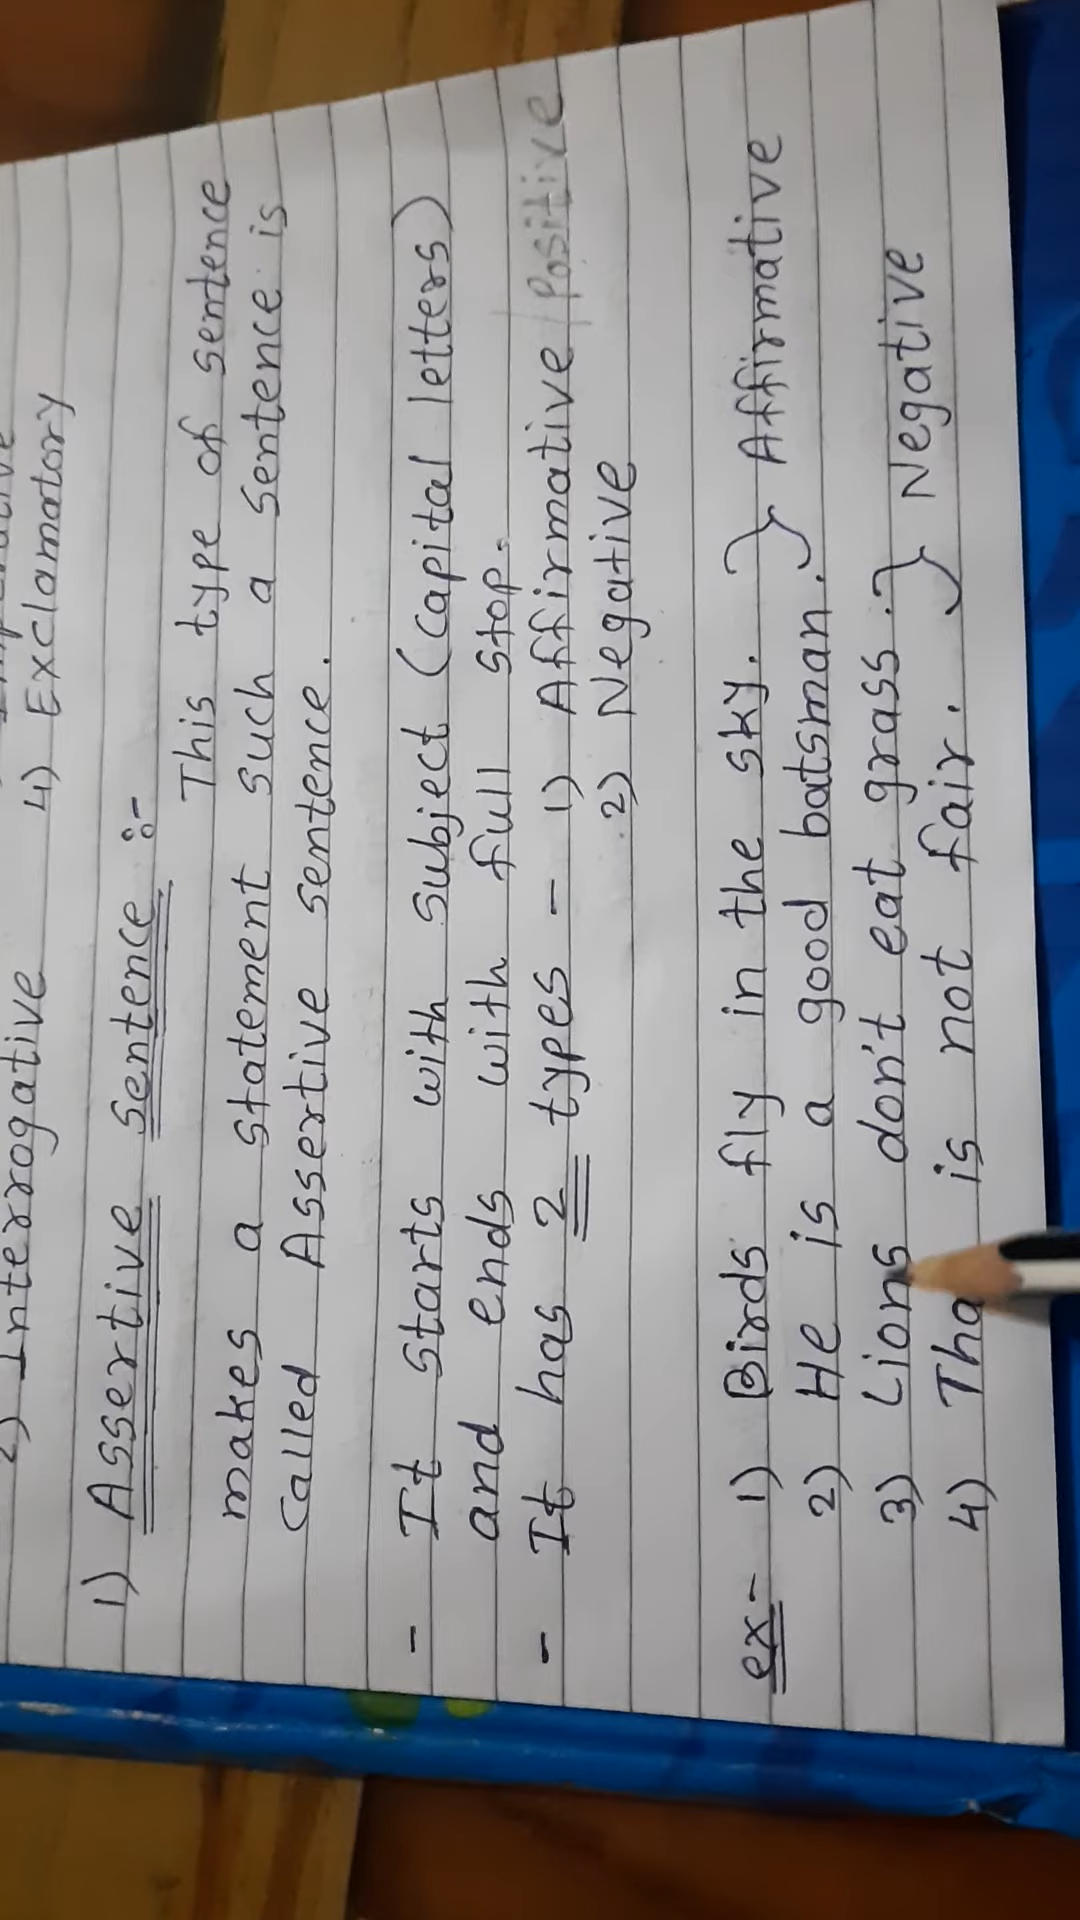 2) Interrogative 4) Exclamatory
1) Assertive Sentence :-
This type of sentence
makes a statement such a sentence is
called Assertive sentence.
- It starts with subject (capital letters)
and ends with full stop.
- It has 2 types - 1) Affirmative/Positive
2) Negative
ex- 1) Birds fly in the sky. } Affirmative
2) He is a good batsman.
3) Lions don't eat grass. } Negative
4) is not fair.